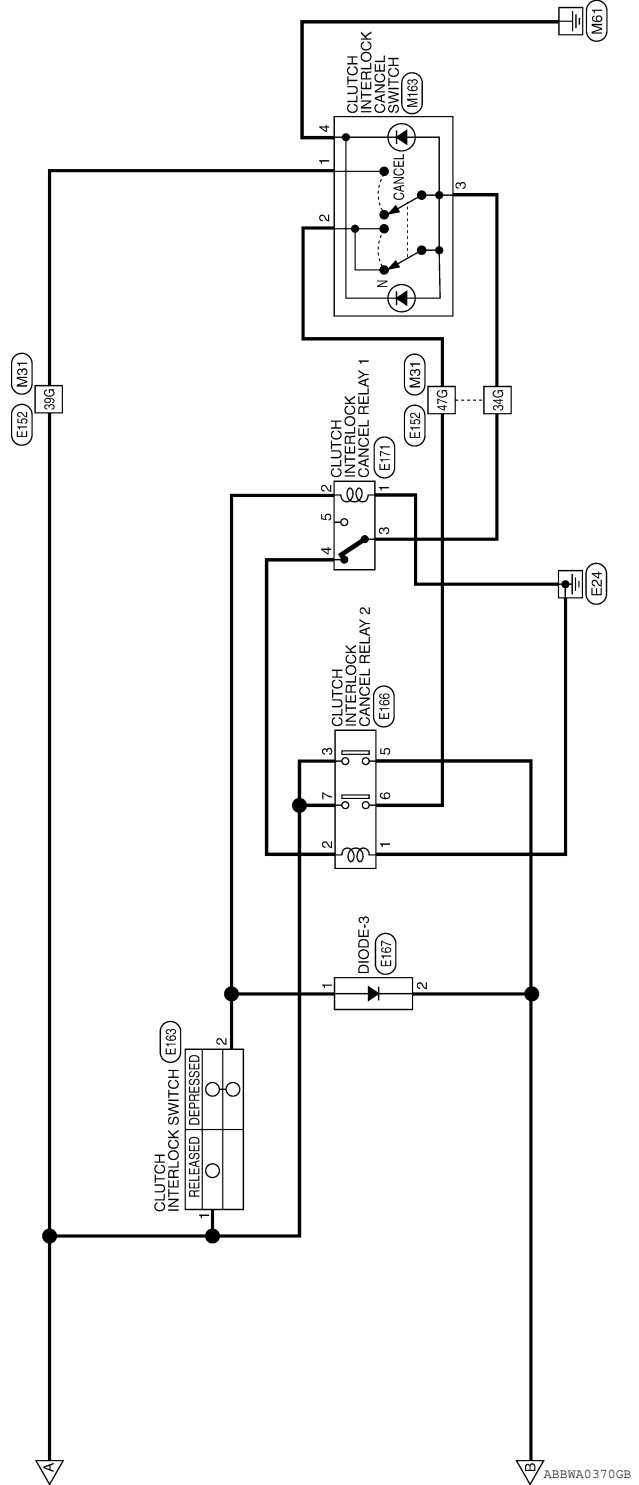 M61
CLUTCH
INTERLOCK
CANCEL
SWITCH
M163
4
1
2
3
CANCEL
N
M31
E152
39G
M31
E152
47G
34G
CLUTCH
INTERLOCK
CANCEL RELAY 1
E171
2
5
4
1
3
E24
CLUTCH
INTERLOCK
CANCEL RELAY 2
E166
3
7
2
5
6
1
DIODE-3
E167
1
2
CLUTCH
INTERLOCK SWITCH
E163
RELEASED
DEPRESSED
2
1
A
B
ABBWA0370GB